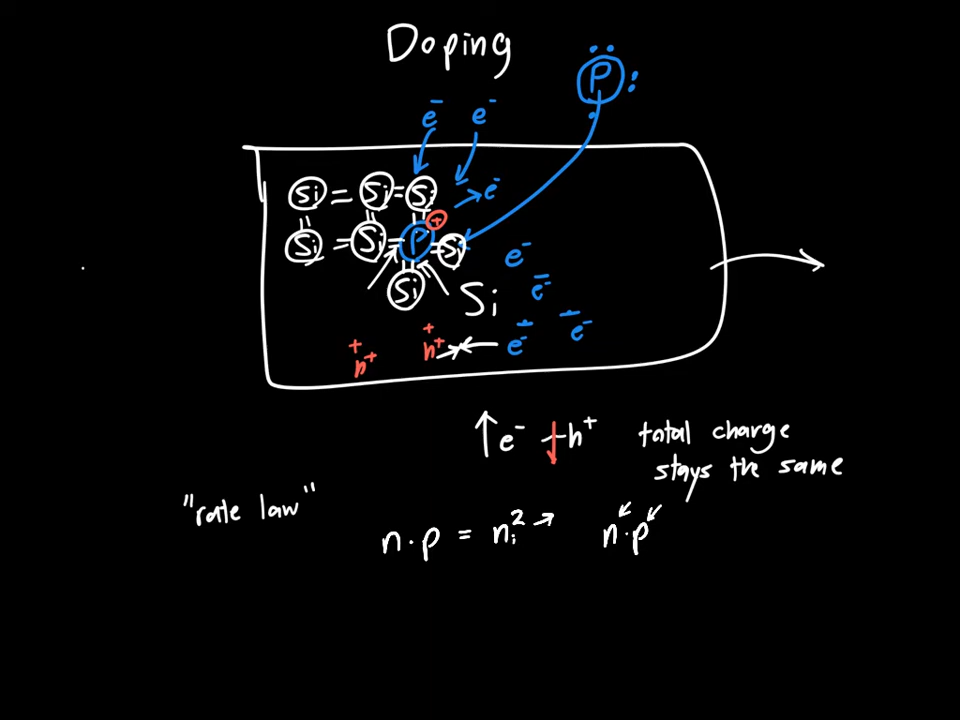 Doping
P
e⁻ e⁻
Si = Si = Si → e⁻
Si = Si = P + = Si
e⁻
Si Si e⁻
e⁻
+ h⁺ + h⁺ e⁻
↑ e⁻ ↓ h⁺ total charge
stays the same
"rate law"
n · p = nᵢ² → n · p